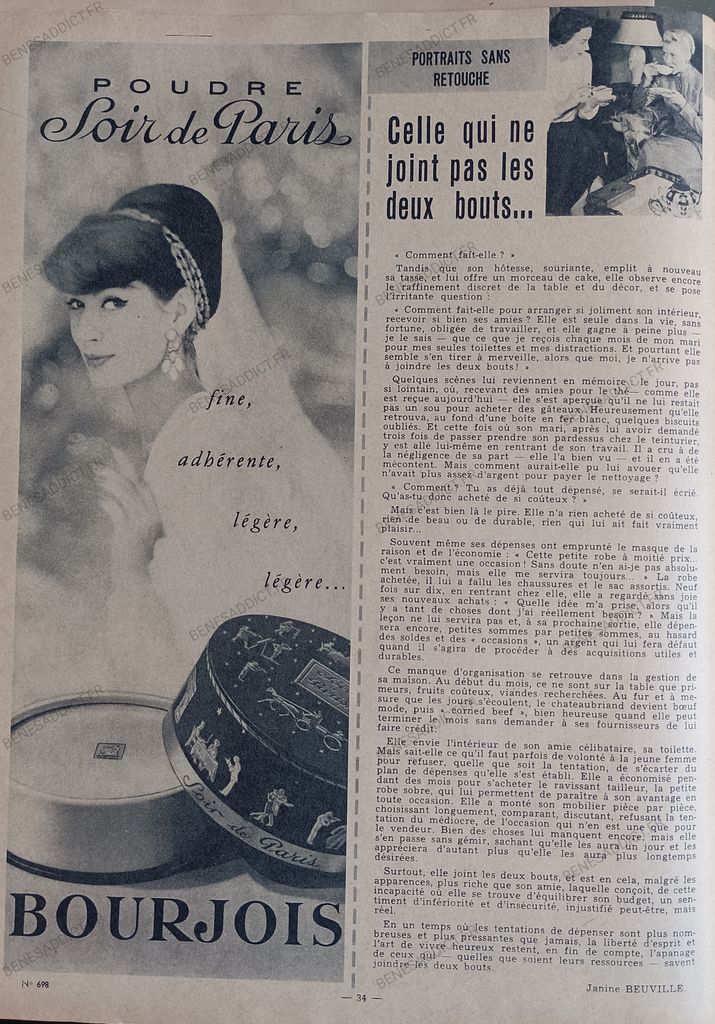 POUDRE
Soir de Paris
fine,
adhérente,
légère,
légère...
Soir de Paris
BOURJOIS
N° 698
PORTRAITS SANS
RETOUCHE
Celle qui ne
joint pas les
deux bouts...
« Comment fait-elle ? »
Tandis que son hôtesse, souriante, emplit à nouveau
sa tasse, et lui offre un morceau de cake, elle observe encore
le raffinement discret de la table et du décor, et se pose
l'irritante question :
« Comment fait-elle pour arranger si joliment son intérieur,
recevoir si bien ses amies ? Elle est seule dans la vie, sans
fortune, obligée de travailler, et elle gagne à peine plus —
je le sais — que ce que je reçois chaque mois de mon mari
pour mes seules toilettes et mes distractions. Et pourtant elle
semble s'en tirer à merveille, alors que moi, je n'arrive pas
à joindre les deux bouts ! »
Quelques scènes lui reviennent en mémoire : le jour, pas
si lointain, où, recevant des amies pour le thé — comme elle
est reçue aujourd'hui — elle s'est aperçue qu'il ne lui restait
pas un sou pour acheter des gâteaux. Heureusement qu'elle
retrouva, au fond d'une boîte en fer blanc, quelques biscuits
oubliés. Et cette fois où son mari, après lui avoir demandé
trois fois de passer prendre son pardessus chez le teinturier,
y est allé lui-même en rentrant de son travail. Il a cru à de
la négligence de sa part — elle l'a bien vu — et il en a été
mécontent. Mais comment aurait-elle pu lui avouer qu'elle
n'avait plus assez d'argent pour payer le nettoyage ?
« Comment ? Tu as déjà tout dépensé, se serait-il écrié.
Qu'as-tu donc acheté de si coûteux ? »
Mais c'est bien là le pire. Elle n'a rien acheté de si coûteux,
rien de beau ou de durable, rien qui lui ait fait vraiment
plaisir...
Souvent même ses dépenses ont emprunté le masque de la
raison et de l'économie : « Cette petite robe à moitié prix...
c'est vraiment une occasion ! Sans doute n'en ai-je pas absolu-
ment besoin, mais elle me servira toujours... » La robe
achetée, il lui a fallu les chaussures et le sac assortis. Neuf
fois sur dix, en rentrant chez elle, elle a regardé sans joie
ses nouveaux achats : « Quelle idée m'a prise, alors qu'il
y a tant de choses dont j'ai réellement besoin ? » Mais la
leçon ne lui servira pas et, à sa prochaine sortie, elle dépen-
sera encore, petites sommes par petites sommes, au hasard
des soldes et des « occasions », un argent qui lui fera défaut
quand il s'agira de procéder à des acquisitions utiles et
durables.
Ce manque d'organisation se retrouve dans la gestion de
sa maison. Au début du mois, ce ne sont sur la table que pri-
meurs, fruits coûteux, viandes recherchées. Au fur et à me-
sure que les jours s'écoulent, le chateaubriand devient bœuf
mode, puis « corned beef », bien heureuse quand elle peut
terminer le mois sans demander à ses fournisseurs de lui
faire crédit.
Elle envie l'intérieur de son amie célibataire, sa toilette.
Mais sait-elle ce qu'il faut parfois de volonté à la jeune femme
pour refuser, quelle que soit la tentation, de s'écarter du
plan de dépenses qu'elle s'est établi. Elle a économisé pen-
dant des mois pour s'acheter le ravissant tailleur, la petite
robe sobre, qui lui permettent de paraître à son avantage en
toute occasion. Elle a monté son mobilier pièce par pièce,
choisissant longuement, comparant, discutant, refusant la ten-
tation du médiocre, de l'occasion qui n'en est une que pour
le vendeur. Bien des choses lui manquent encore, mais elle
s'en passe sans gémir, sachant qu'elle les aura un jour et les
appréciera d'autant plus qu'elle les aura plus longtemps
désirées.
Surtout, elle joint les deux bouts, et est en cela, malgré les
apparences, plus riche que son amie, laquelle conçoit, de cette
incapacité où elle se trouve d'équilibrer son budget, un sen-
timent d'infériorité et d'insécurité, injustifié peut-être, mais
réel.
En un temps où les tentations de dépenser sont plus nom-
breuses et plus pressantes que jamais, la liberté d'esprit et
l'art de vivre heureux restent, en fin de compte, l'apanage
de ceux qui — quelles que soient leurs ressources — savent
joindre les deux bouts.
Janine BEUVILLE.
— 34 —
BENESADDICT.FR